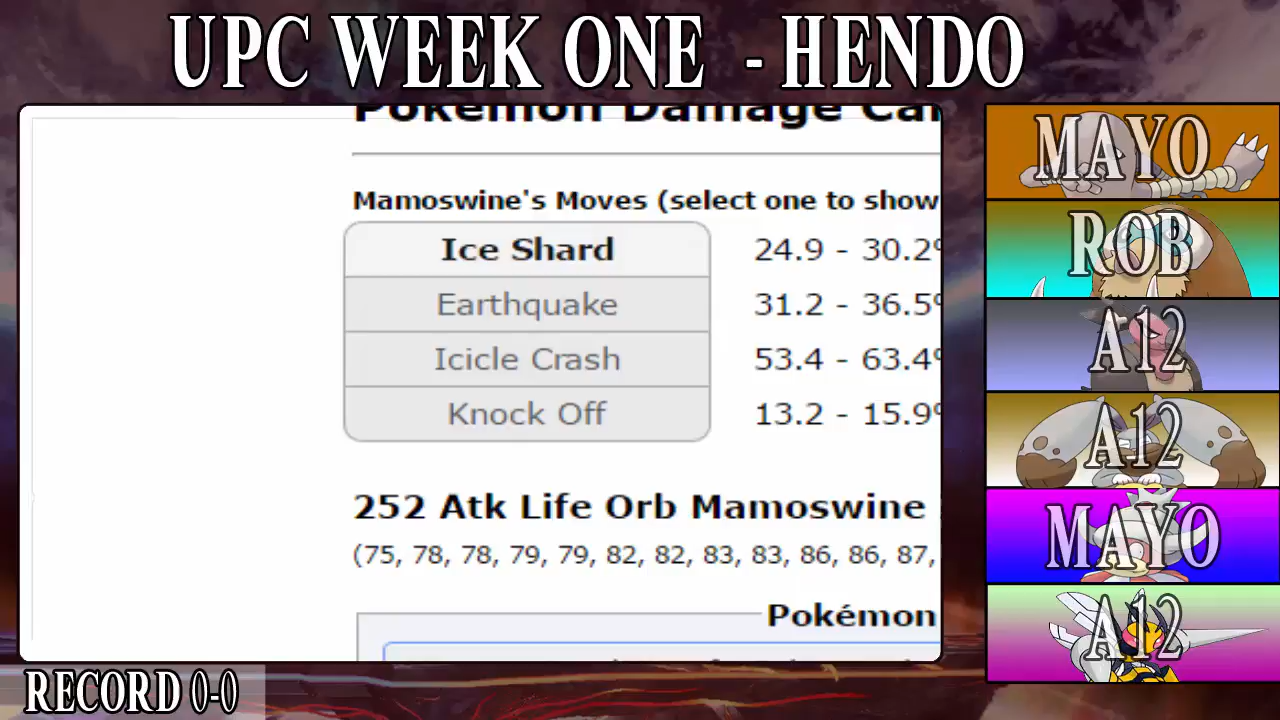 UPC WEEK ONE - HENDO
Pokémon Damage Cal
Mamoswine's Moves (select one to show
Ice Shard 24.9 - 30.2%
Earthquake 31.2 - 36.5%
Icicle Crash 53.4 - 63.4%
Knock Off 13.2 - 15.9%
252 Atk Life Orb Mamoswine
(75, 78, 78, 79, 79, 82, 82, 83, 83, 86, 86, 87,
Pokémon
MAYO
ROB
A12
A12
MAYO
A12
RECORD 0-0